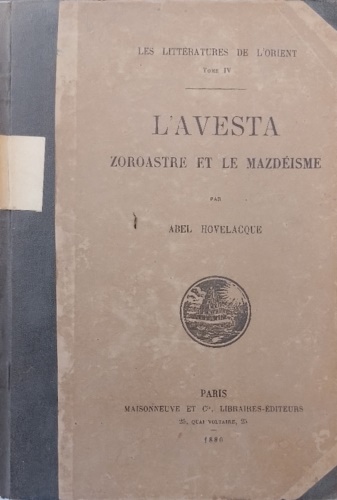 LES LITTÉRATURES DE L'ORIENT
TOME IV
L'AVESTA
ZOROASTRE ET LE MAZDÉISME
PAR
ABEL HOVELACQUE
PARIS
MAISONNEUVE ET Cie, LIBRAIRES-ÉDITEURS
25, QUAI VOLTAIRE, 25
1880